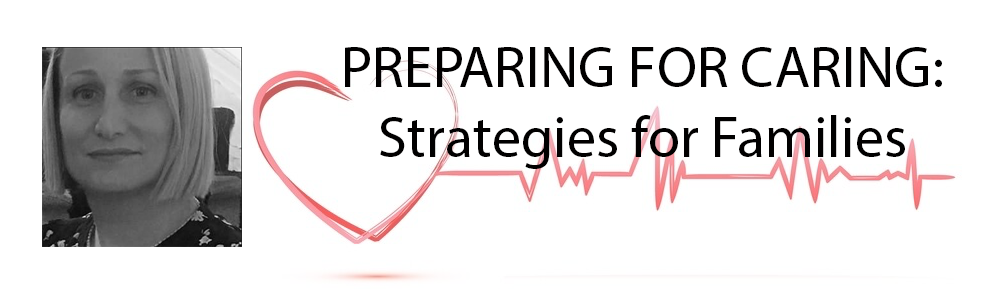 PREPARING FOR CARING:
Strategies for Families